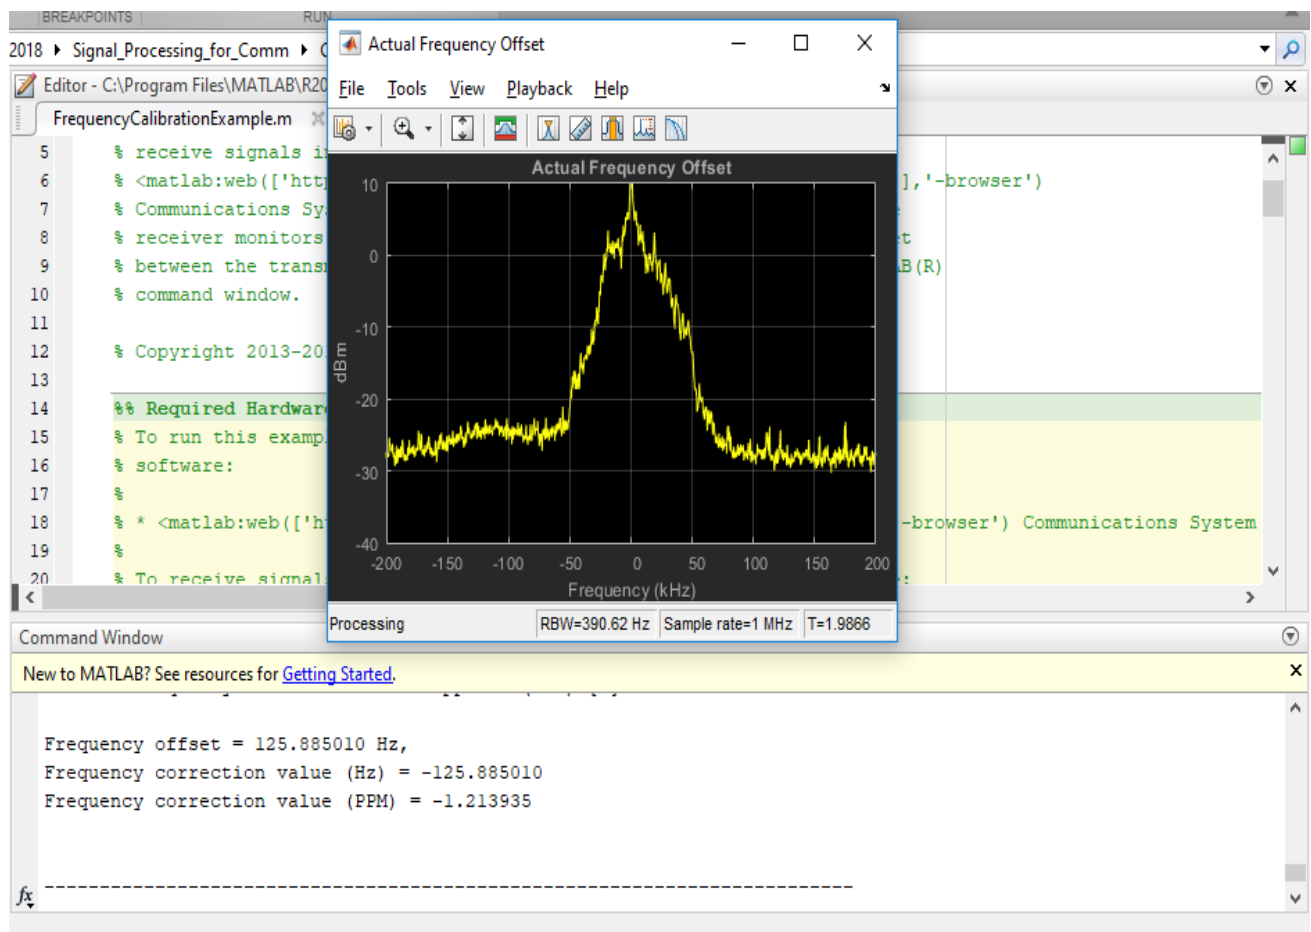 BREAKPOINTS
RUN
2018 ▸ Signal_Processing_for_Comm ▸
Editor - C:\Program Files\MATLAB\R20
FrequencyCalibrationExample.m
5 % receive signals i
6 % <matlab:web(['htt ],'-browser')
7 % Communications Sy
8 % receiver monitors t
9 % between the trans AB(R)
10 % command window.
11
12 % Copyright 2013-20
13
14 %% Required Hardwar
15 % To run this examp
16 % software:
17 %
18 % * <matlab:web(['h -browser') Communications System
19 %
20 % To receive signal :
Actual Frequency Offset
File Tools View Playback Help
Actual Frequency Offset
10
0
-10
-20
-30
-40
dBm
-200 -150 -100 -50 0 50 100 150 200
Frequency (kHz)
Processing RBW=390.62 Hz Sample rate=1 MHz T=1.9866
Command Window
New to MATLAB? See resources for Getting Started.
Frequency offset = 125.885010 Hz,
Frequency correction value (Hz) = -125.885010
Frequency correction value (PPM) = -1.213935
--------------------------------------------------------------------------
fx